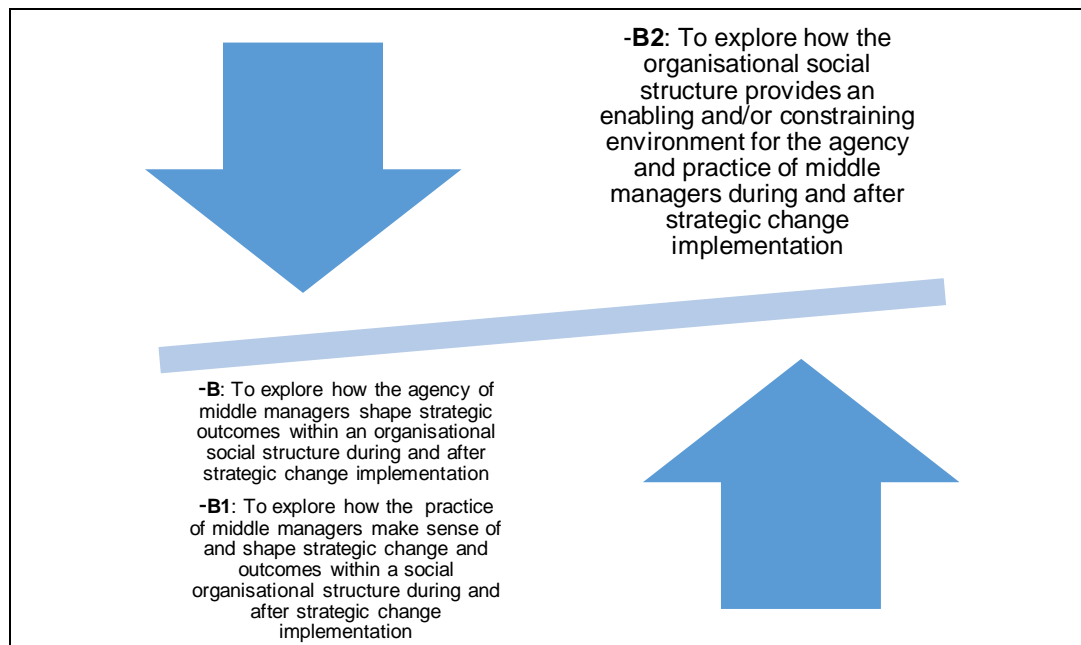 -B2: To explore how the
organisational social
structure provides an
enabling and/or constraining
environment for the agency
and practice of middle
managers during and after
strategic change
implementation
-B: To explore how the agency of
middle managers shape strategic
outcomes within an organisational
social structure during and after
strategic change implementation
-B1: To explore how the practice
of middle managers make sense of
and shape strategic change and
outcomes within a social
organisational structure during and
after strategic change
implementation